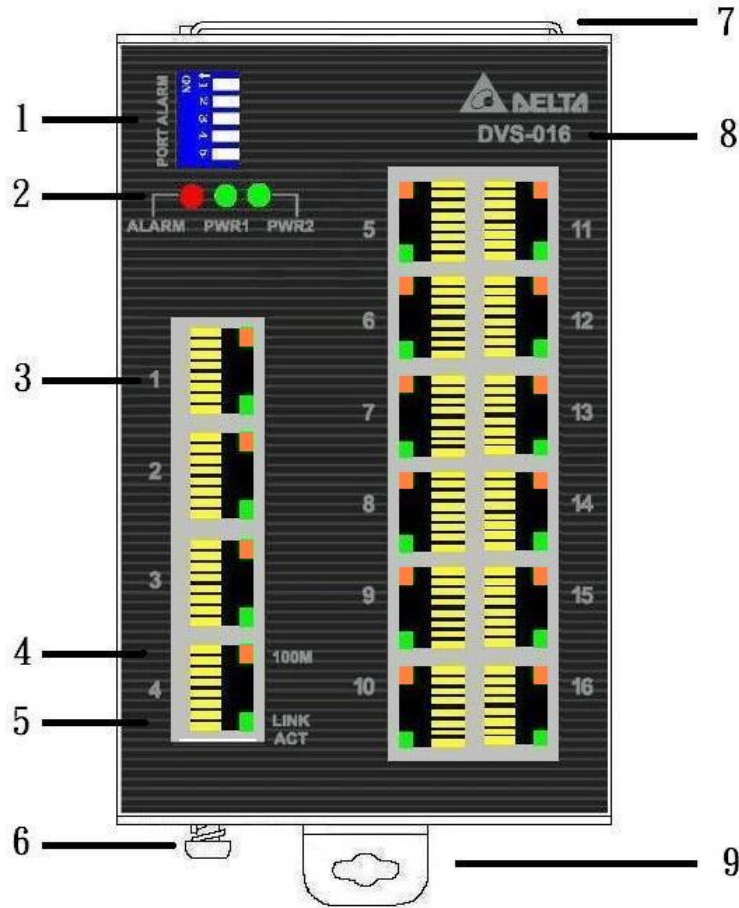 7
1
PORT ALARM
ON
1 2 3 4 5
DELTA
DVS-016
8
2
ALARM PWR1 PWR2
5 11
6 12
3
1
7 13
2
8 14
3
9 15
4
100M
4
10 16
5
LINK
ACT
6
9